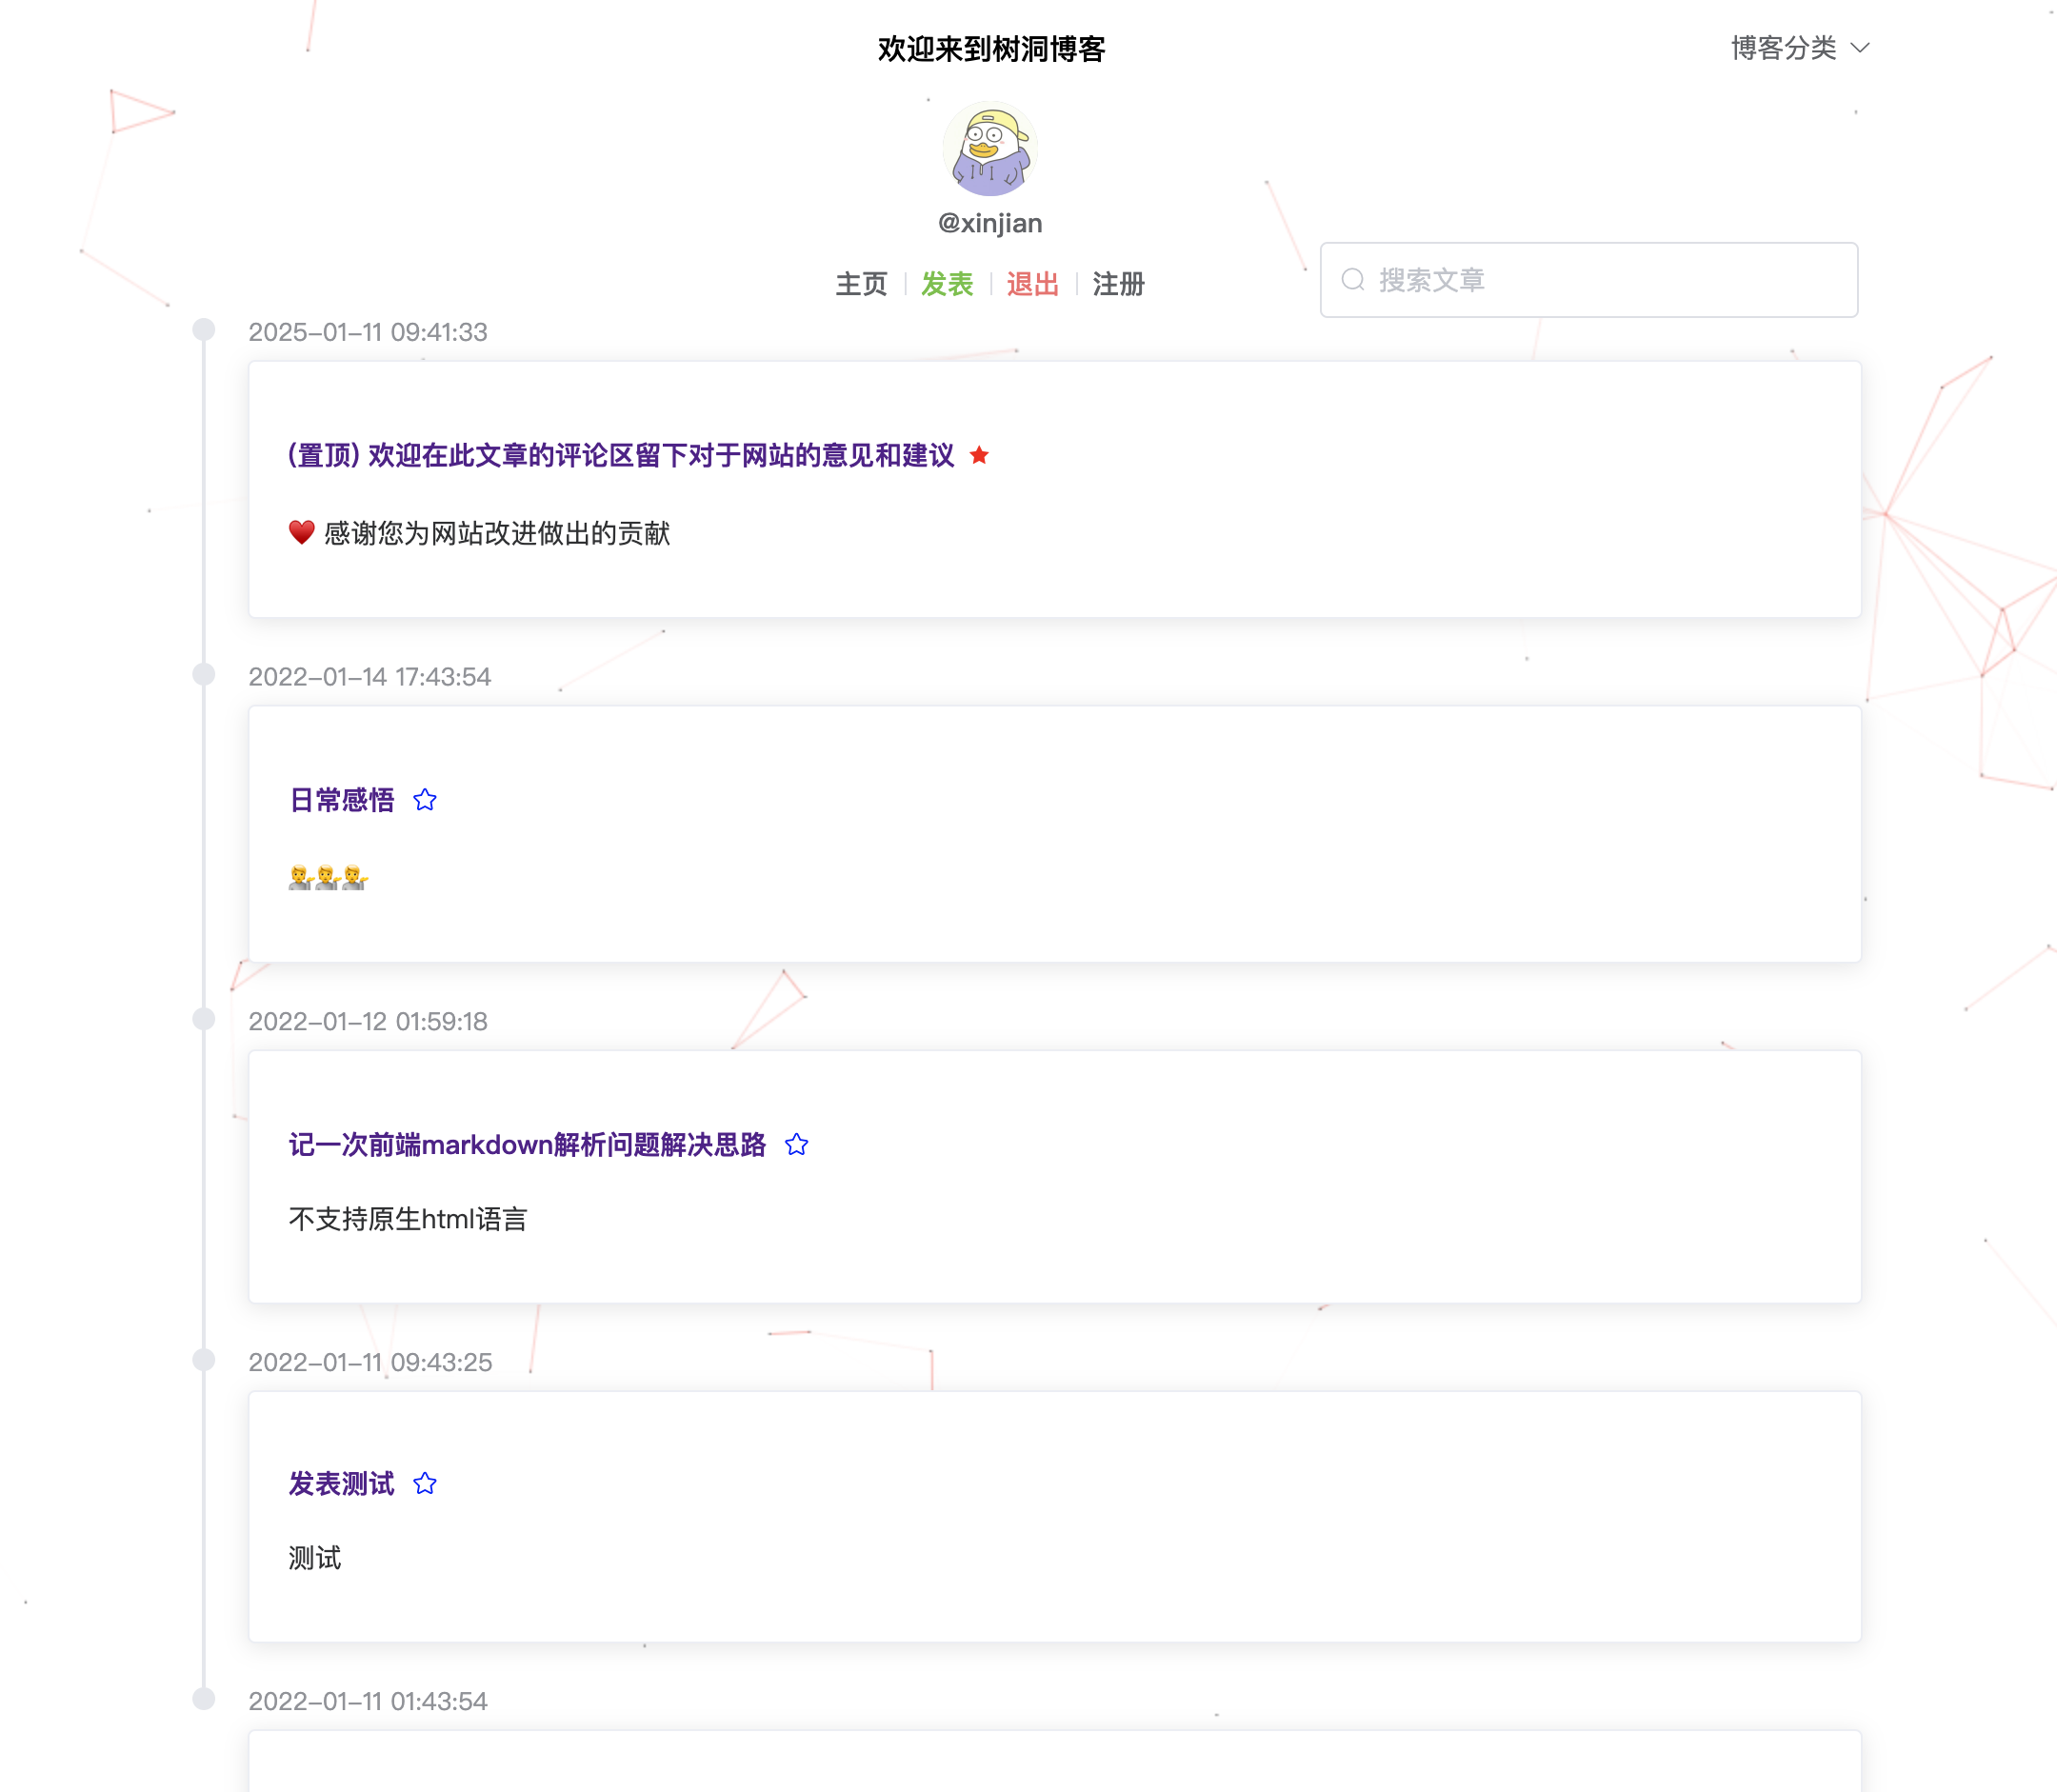 欢迎来到树洞博客
博客分类
@xinjian
主页 发表 退出 注册
搜索文章
2025-01-11 09:41:33
(置顶) 欢迎在此文章的评论区留下对于网站的意见和建议
❤️ 感谢您为网站改进做出的贡献
2022-01-14 17:43:54
日常感悟
2022-01-12 01:59:18
记一次前端markdown解析问题解决思路
不支持原生html语言
2022-01-11 09:43:25
发表测试
测试
2022-01-11 01:43:54